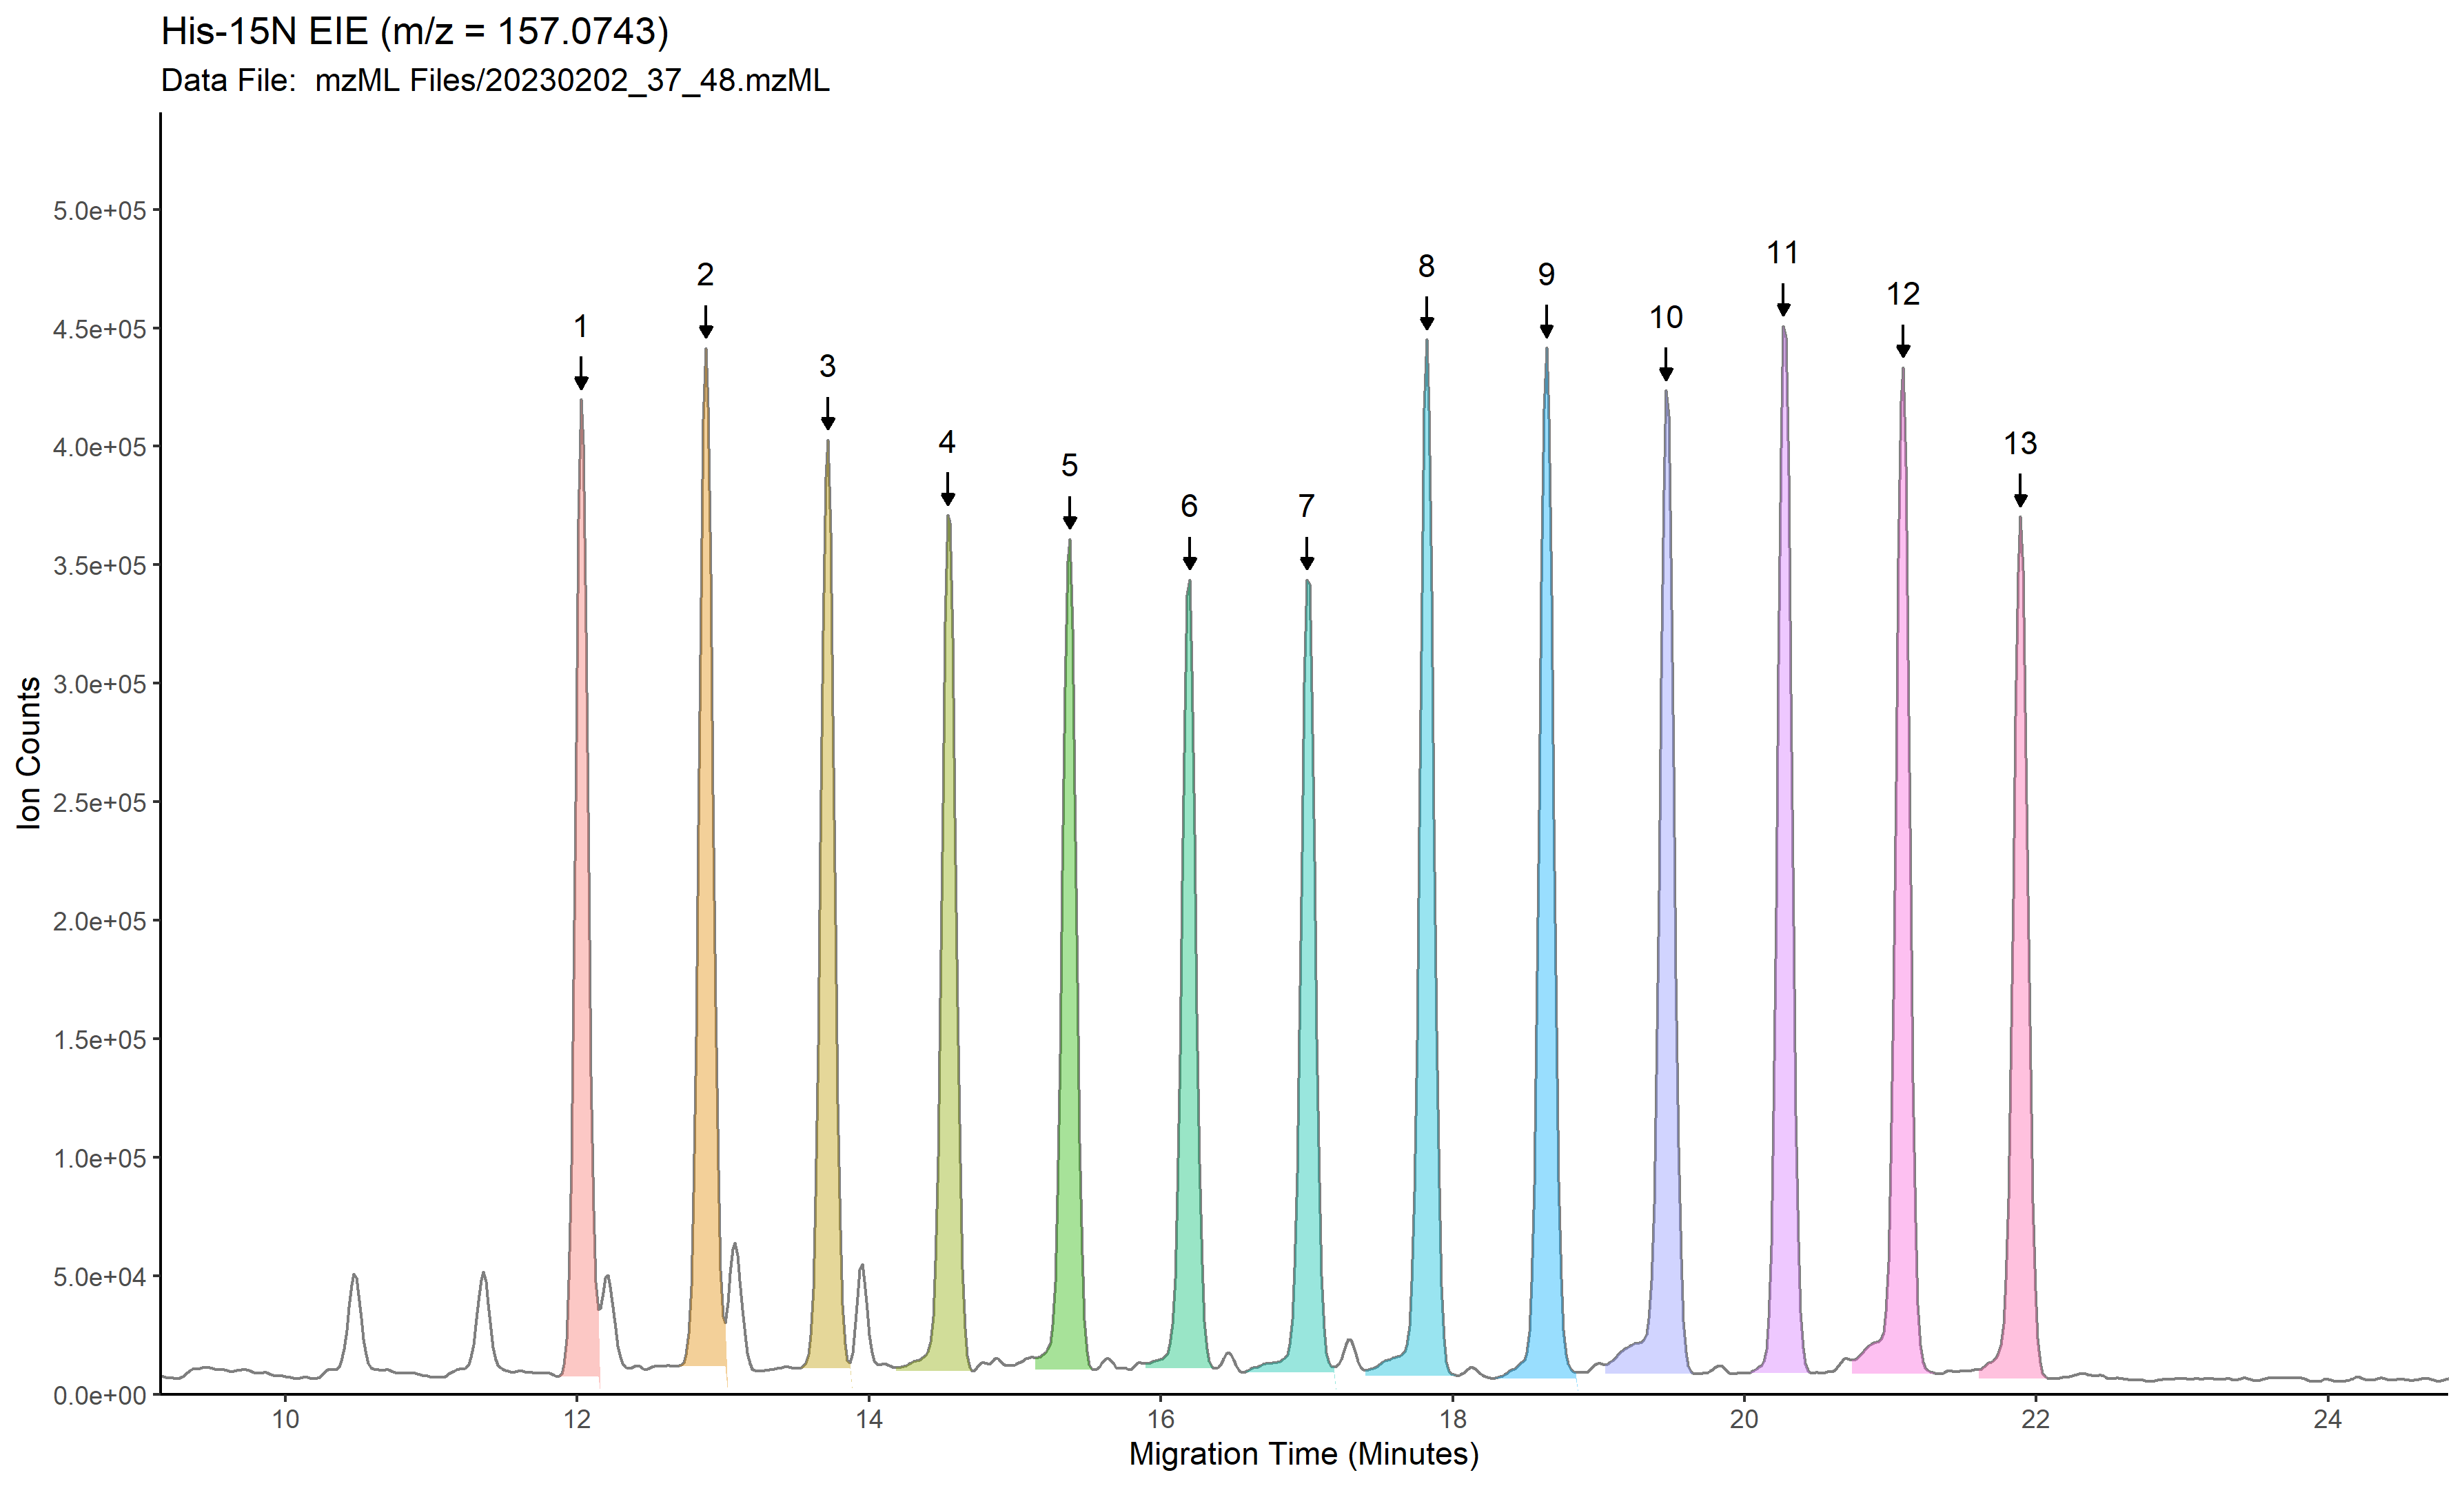 His-15N EIE (m/z = 157.0743)
Data File:  mzML Files/20230202_37_48.mzML
Ion Counts
5.0e+05
4.5e+05
4.0e+05
3.5e+05
3.0e+05
2.5e+05
2.0e+05
1.5e+05
1.0e+05
5.0e+04
0.0e+00
1
2
3
4
5
6
7
8
9
10
11
12
13
10 12 14 16 18 20 22 24
Migration Time (Minutes)